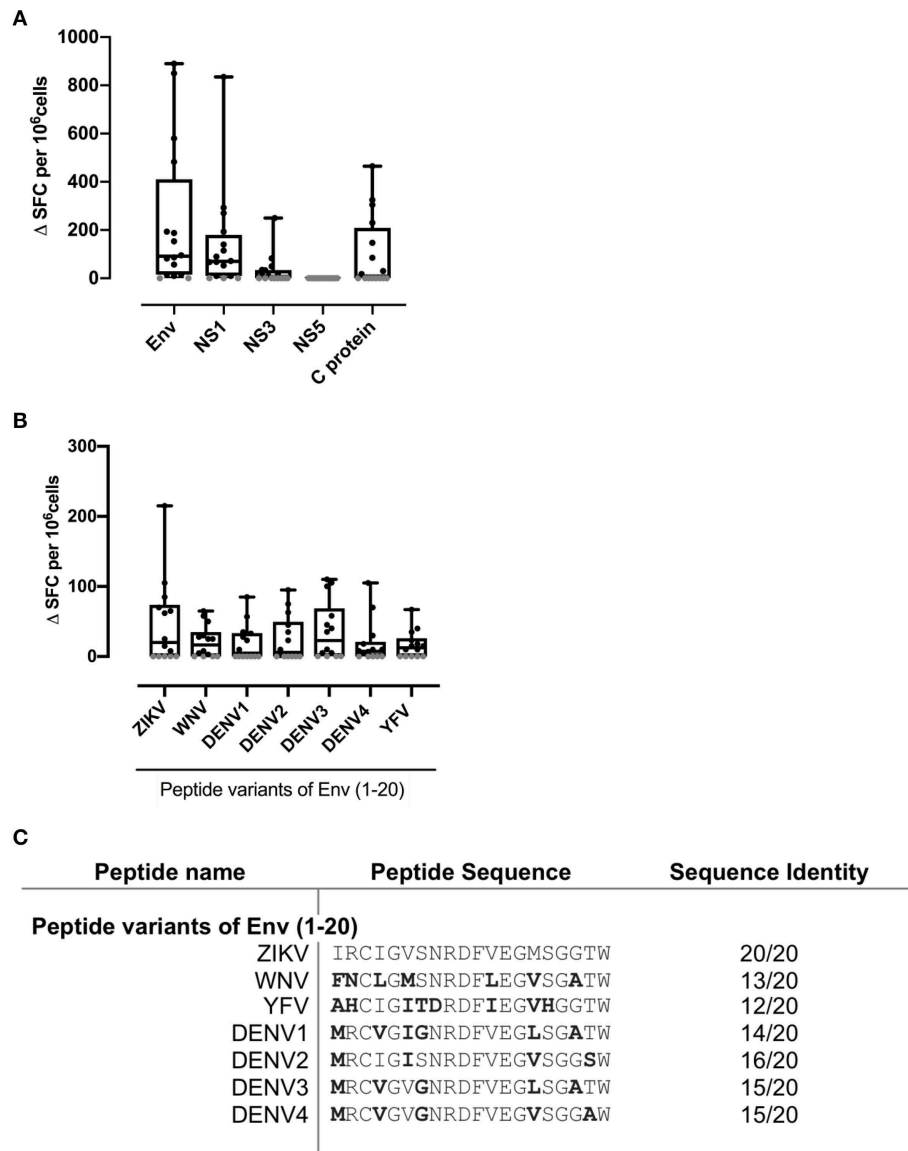 A
Δ SFC per 10⁶cells
1000
800
600
400
200
0
Env
NS1
NS3
NS5
C protein
B
Δ SFC per 10⁶cells
300
200
100
0
ZIKV
WNV
DENV1
DENV2
DENV3
DENV4
YFV
Peptide variants of Env (1-20)
C
Peptide name Peptide Sequence Sequence Identity
Peptide variants of Env (1-20)
ZIKV IRCIGVSNRDFVEGMSGGTW 20/20
WNV FNCLGMSNRDFLEGVSGATW 13/20
YFV AHCIGITDRDFIEGVHGGTW 12/20
DENV1 MRCVGIGNRDFVEGLSGATW 14/20
DENV2 MRCIGISNRDFVEGVSGGSW 16/20
DENV3 MRCVGVGNRDFVEGLSGATW 15/20
DENV4 MRCVGVGNRDFVEGVSGGAW 15/20